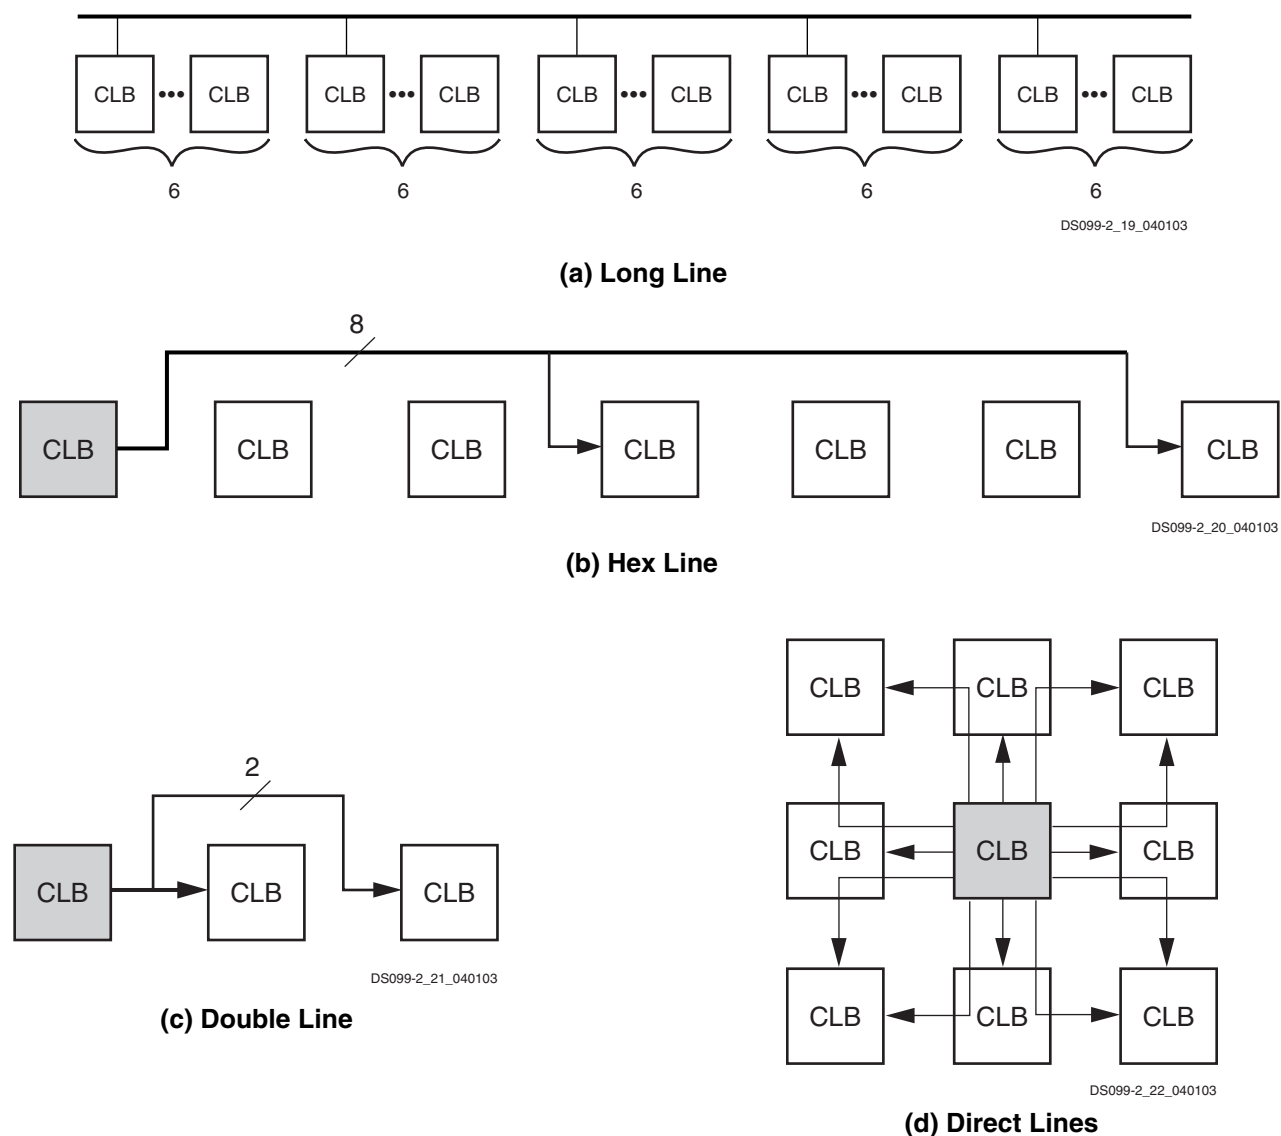 CLB ••• CLB CLB ••• CLB CLB ••• CLB CLB ••• CLB CLB ••• CLB
6 6 6 6 6
DS099-2_19_040103
(a) Long Line
8
CLB CLB CLB CLB CLB CLB CLB
DS099-2_20_040103
(b) Hex Line
2
CLB CLB CLB
DS099-2_21_040103
(c) Double Line
CLB CLB CLB
CLB CLB CLB
CLB CLB CLB
DS099-2_22_040103
(d) Direct Lines